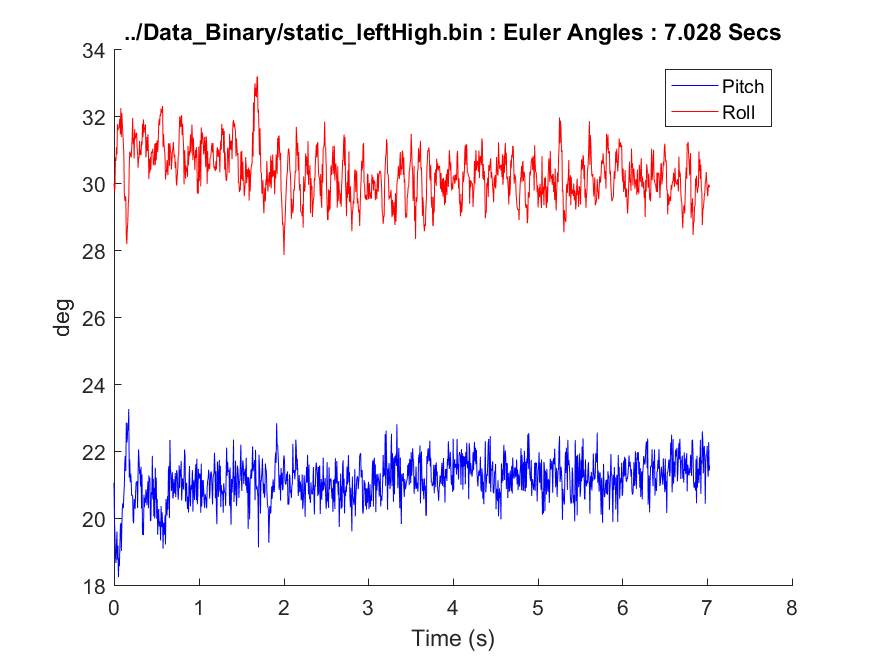 ../Data_Binary/static_leftHigh.bin : Euler Angles : 7.028 Secs
34
32
30
28
26
24
22
20
18
deg
Pitch
Roll
0 1 2 3 4 5 6 7 8
Time (s)